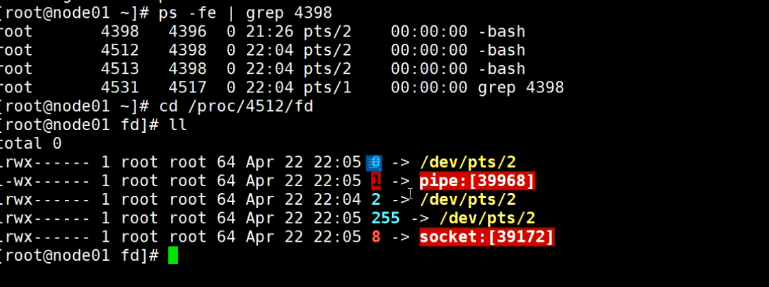 [root@node01 ~]# ps -fe | grep 4398
root 4398 4396 0 21:26 pts/2 00:00:00 -bash
root 4512 4398 0 22:04 pts/2 00:00:00 -bash
root 4513 4398 0 22:04 pts/2 00:00:00 -bash
root 4531 4517 0 22:05 pts/1 00:00:00 grep 4398
[root@node01 ~]# cd /proc/4512/fd
[root@node01 fd]# ll
total 0
lrwx------ 1 root root 64 Apr 22 22:05 0 -> /dev/pts/2
l-wx------ 1 root root 64 Apr 22 22:05 1 -> pipe:[39968]
lrwx------ 1 root root 64 Apr 22 22:04 2 -> /dev/pts/2
lrwx------ 1 root root 64 Apr 22 22:05 255 -> /dev/pts/2
lrwx------ 1 root root 64 Apr 22 22:05 8 -> socket:[39172]
[root@node01 fd]#